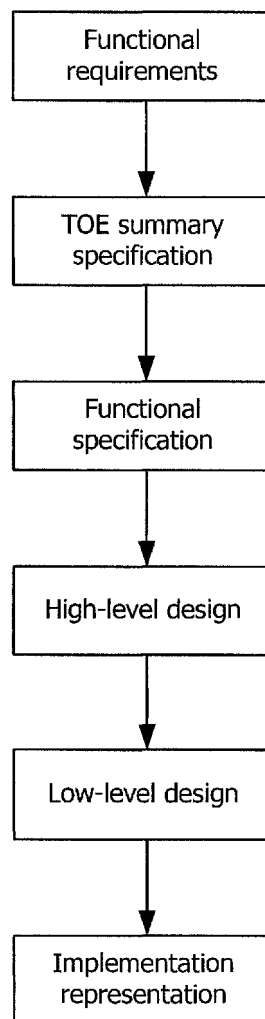 Functional
requirements
TOE summary
specification
Functional
specification
High-level design
Low-level design
Implementation
representation